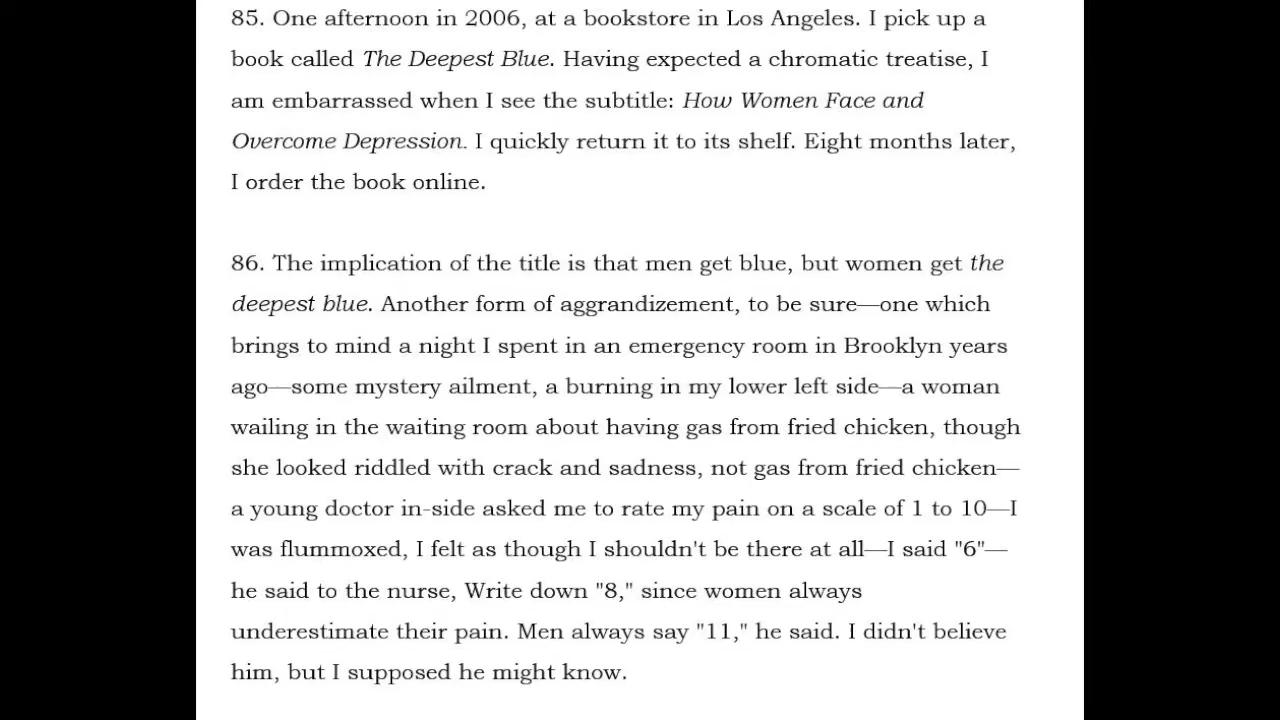 85. One afternoon in 2006, at a bookstore in Los Angeles. I pick up a
book called The Deepest Blue. Having expected a chromatic treatise, I
am embarrassed when I see the subtitle: How Women Face and
Overcome Depression. I quickly return it to its shelf. Eight months later,
I order the book online.
86. The implication of the title is that men get blue, but women get the
deepest blue. Another form of aggrandizement, to be sure—one which
brings to mind a night I spent in an emergency room in Brooklyn years
ago—some mystery ailment, a burning in my lower left side—a woman
wailing in the waiting room about having gas from fried chicken, though
she looked riddled with crack and sadness, not gas from fried chicken—
a young doctor in-side asked me to rate my pain on a scale of 1 to 10—I
was flummoxed, I felt as though I shouldn't be there at all—I said "6"—
he said to the nurse, Write down "8," since women always
underestimate their pain. Men always say "11," he said. I didn't believe
him, but I supposed he might know.